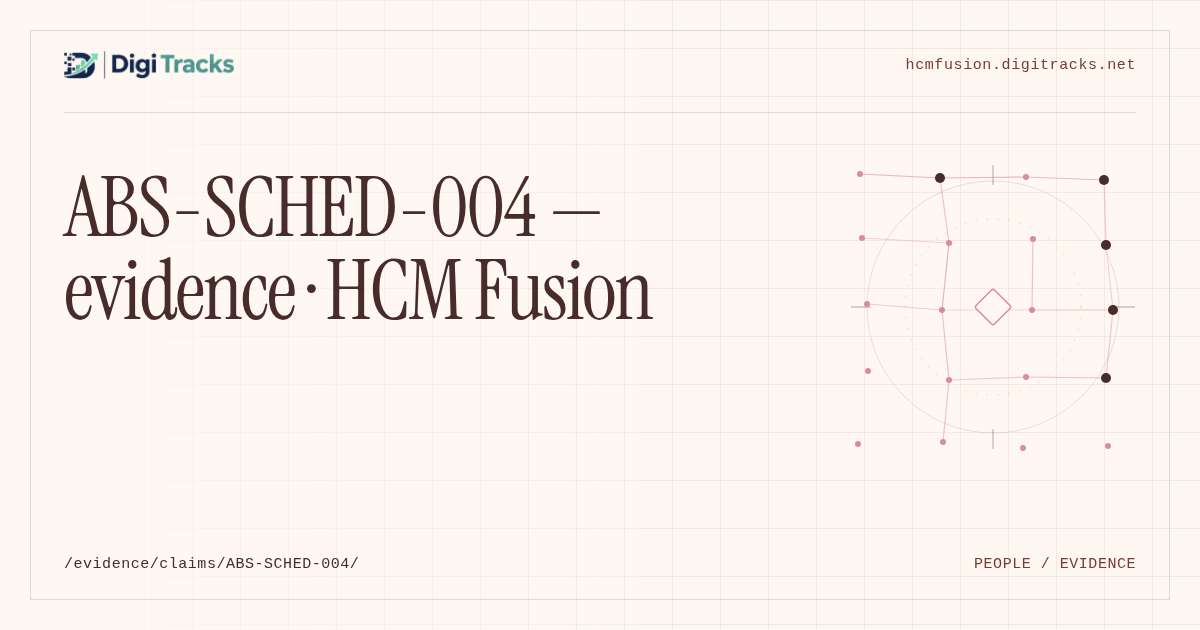 Digi Tracks
hcmfusion.digitracks.net
ABS-SCHED-004 —
evidence · HCM Fusion
/evidence/claims/ABS-SCHED-004/
PEOPLE / EVIDENCE